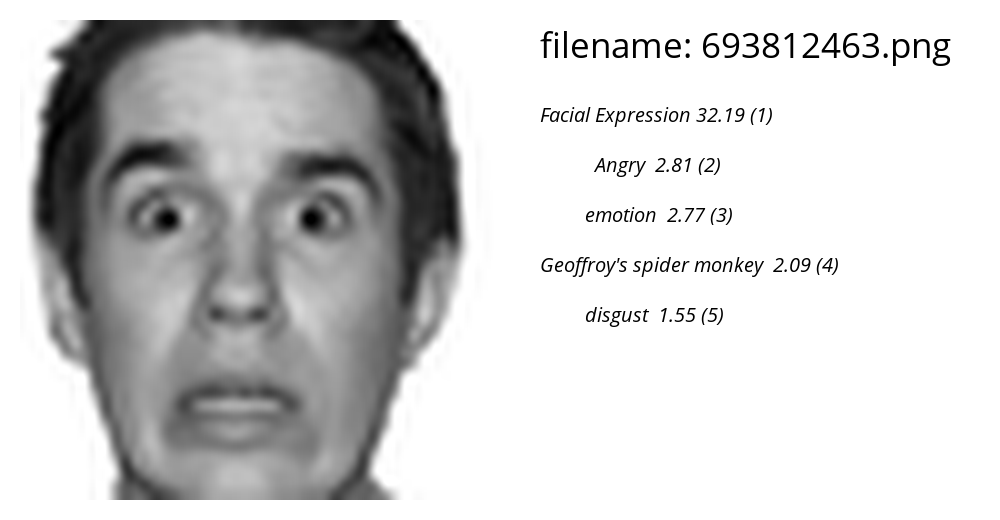 filename: 693812463.png
Facial Expression 32.19 (1)
Angry 2.81 (2)
emotion 2.77 (3)
Geoffroy's spider monkey 2.09 (4)
disgust 1.55 (5)